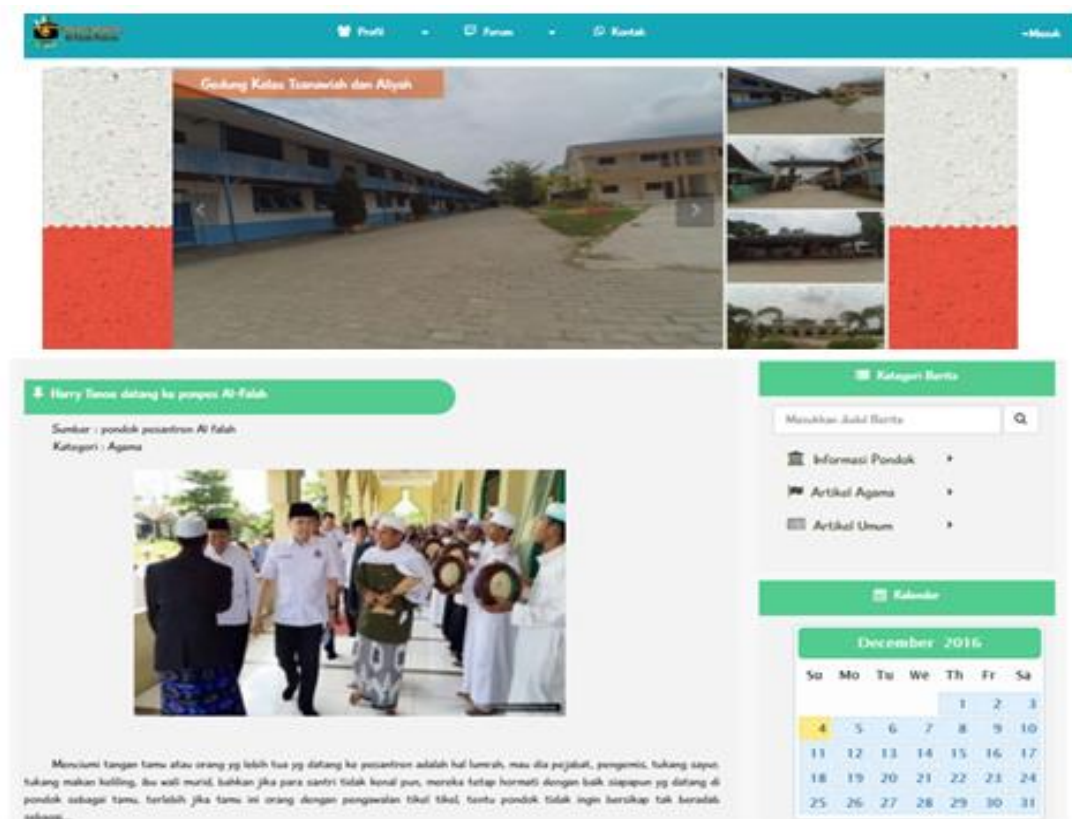 Profil
Forum
Kontak
Masuk
Gedung Kelas Tsanawiah dan Aliyah
Harry Tanoe datang ke ponpes Al-Falah
Sumber : pondok pesantren Al falah
Kategori : Agama
Menciumi tangan tamu atau orang yg lebih tua yg datang ke pesantren adalah hal lumrah, mau dia pejabat, pengemis, tukang sapu,
tukang makan keliling, ibu wali murid, bahkan jika para santri tidak kenal pun, mereka tetap hormati dengan baik siapapun yg datang di
pondok sebagai tamu, terlebih jika tamu ini orang dengan pengawalan tikel tikel, tentu pondok tidak ingin bersikap tak beradab
sebagai
Kategori Berita
Masukkan Judul Berita
Informasi Pondok
Artikel Agama
Artikel Umum
Kalender
December 2016
Su Mo Tu We Th Fr Sa
1 2 3
4 5 6 7 8 9 10
11 12 13 14 15 16 17
18 19 20 21 22 23 24
25 26 27 28 29 30 31